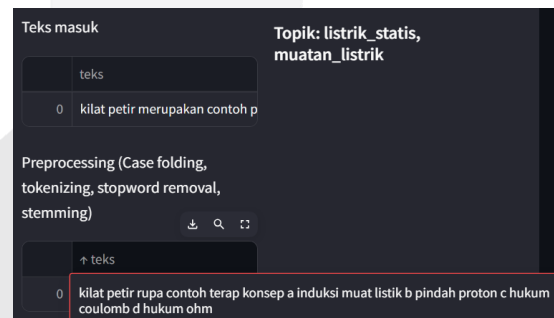 Teks masuk
teks
0 kilat petir merupakan contoh p
Preprocessing (Case folding,
tokenizing, stopword removal,
stemming)
↑ teks
0 kilat petir rupa contoh terap konsep a induksi muat listik b pindah proton c hukum
coulomb d hukum ohm
Topik: listrik_statis,
muatan_listrik